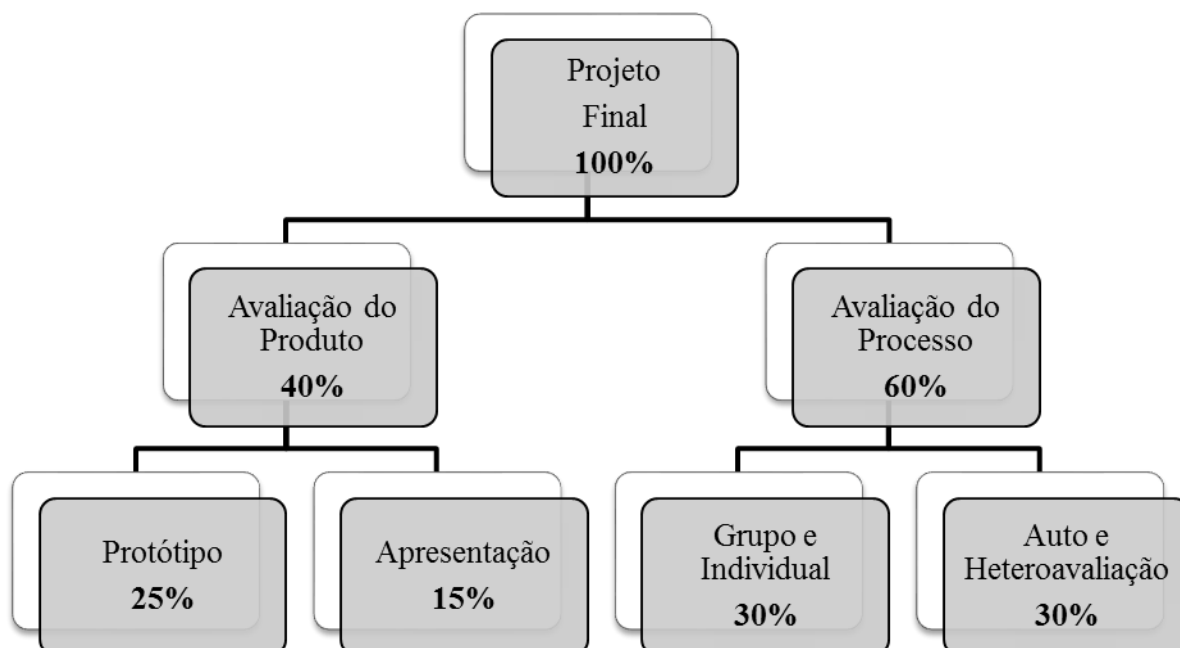 Projeto
Final
100%
Avaliação do
Produto
40%
Avaliação do
Processo
60%
Protótipo
25%
Apresentação
15%
Grupo e
Individual
30%
Auto e
Heteroavaliação
30%